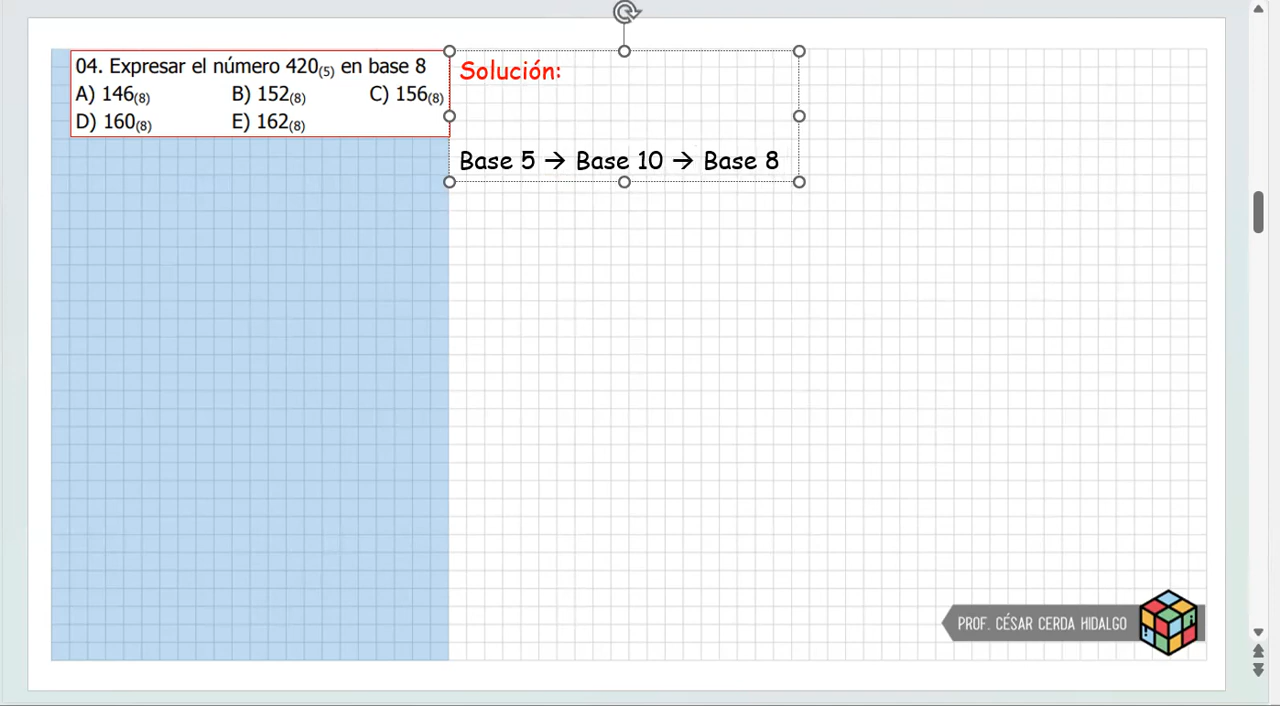 04. Expresar el número 420(5) en base 8
A) 146(8) B) 152(8) C) 156(8)
D) 160(8) E) 162(8)
Solución:
Base 5 → Base 10 → Base 8
PROF. CÉSAR CERDA HIDALGO